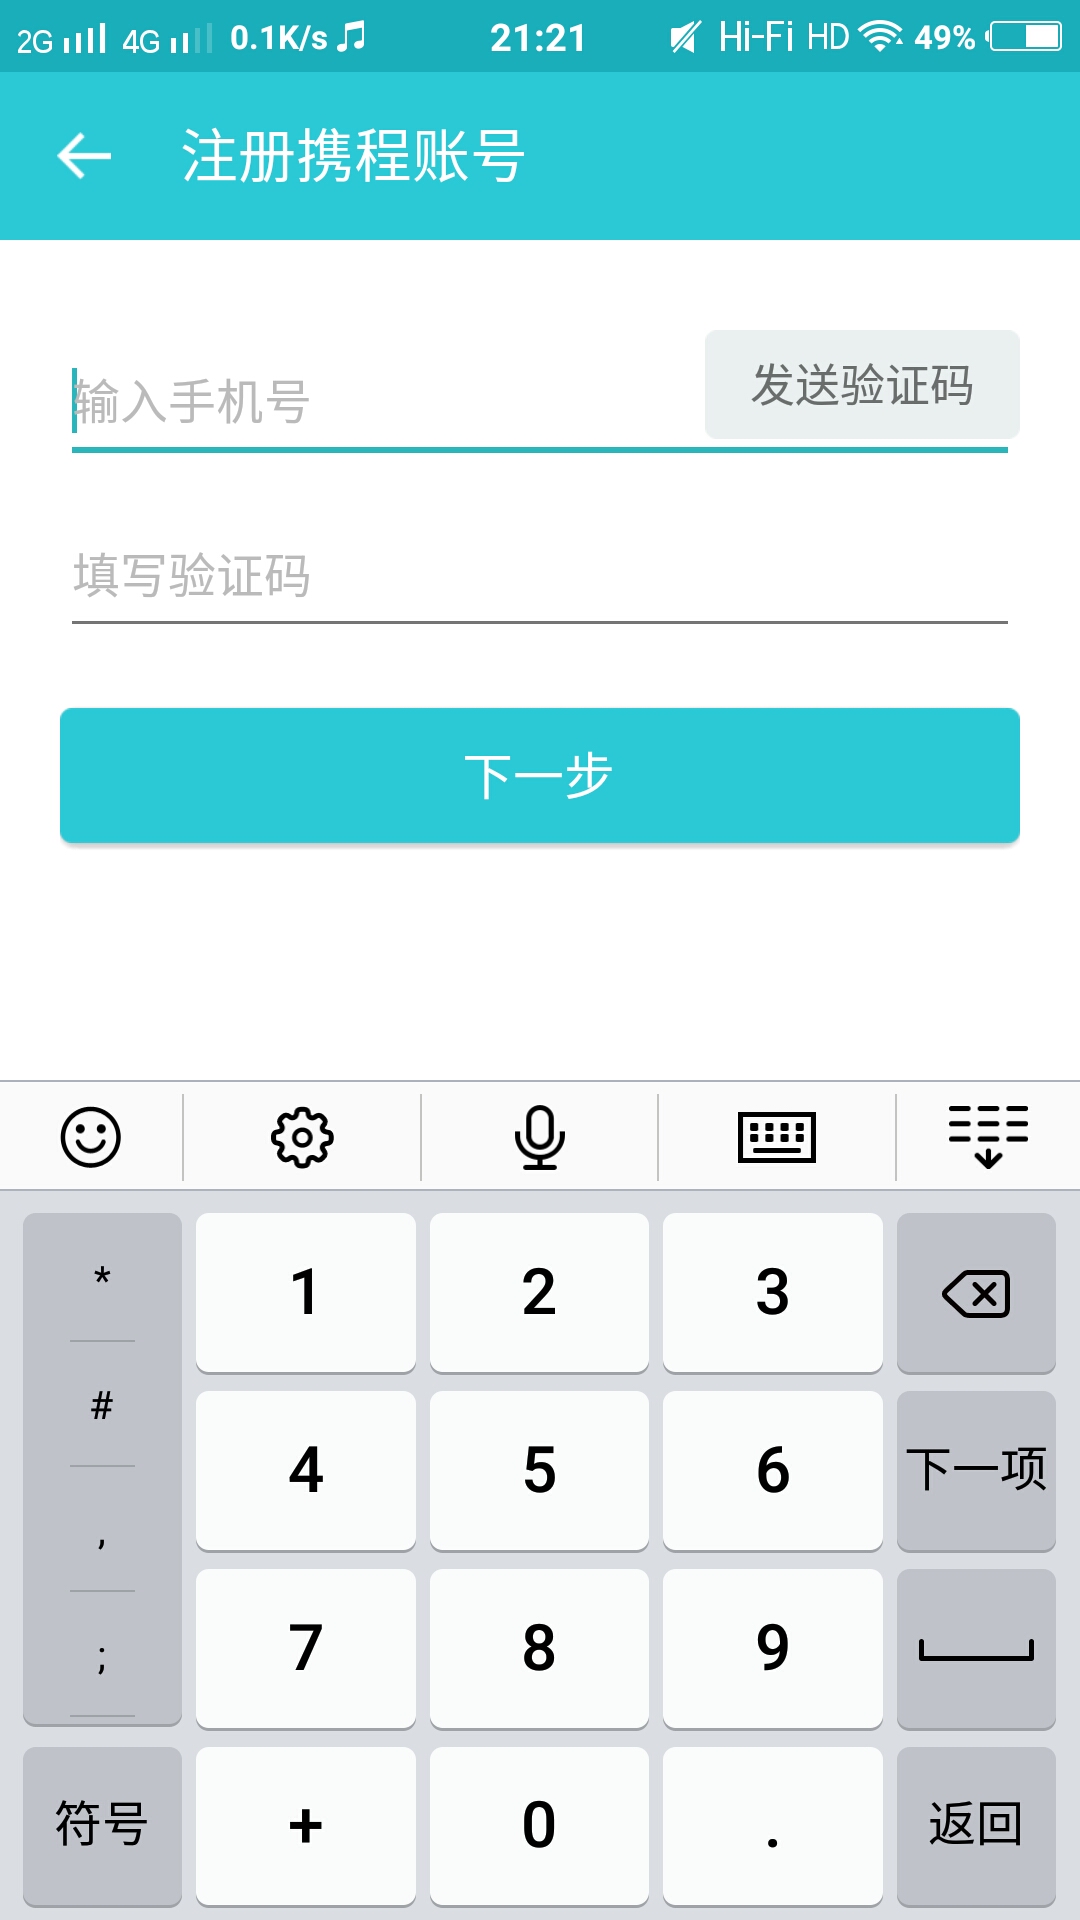 2G 4G 0.1K/s 21:21 Hi-Fi HD 49%
注册携程账号
输入手机号 发送验证码
填写验证码
下一步
* 1 2 3
# 4 5 6 下一项
, 7 8 9
;
符号 + 0 . 返回